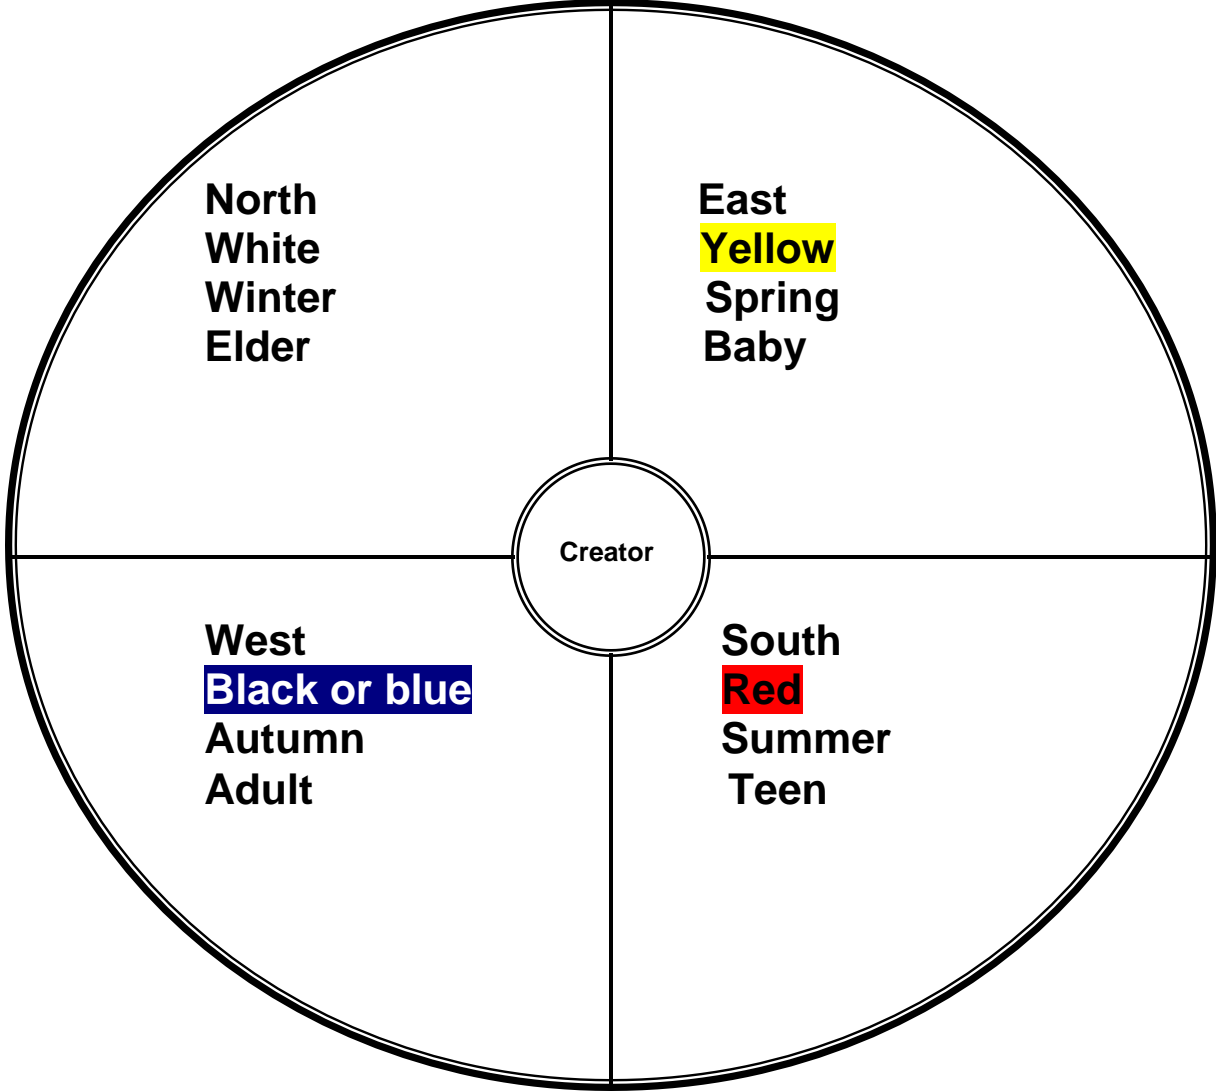 North
White
Winter
Elder
East
Yellow
Spring
Baby
Creator
West
Black or blue
Autumn
Adult
South
Red
Summer
Teen